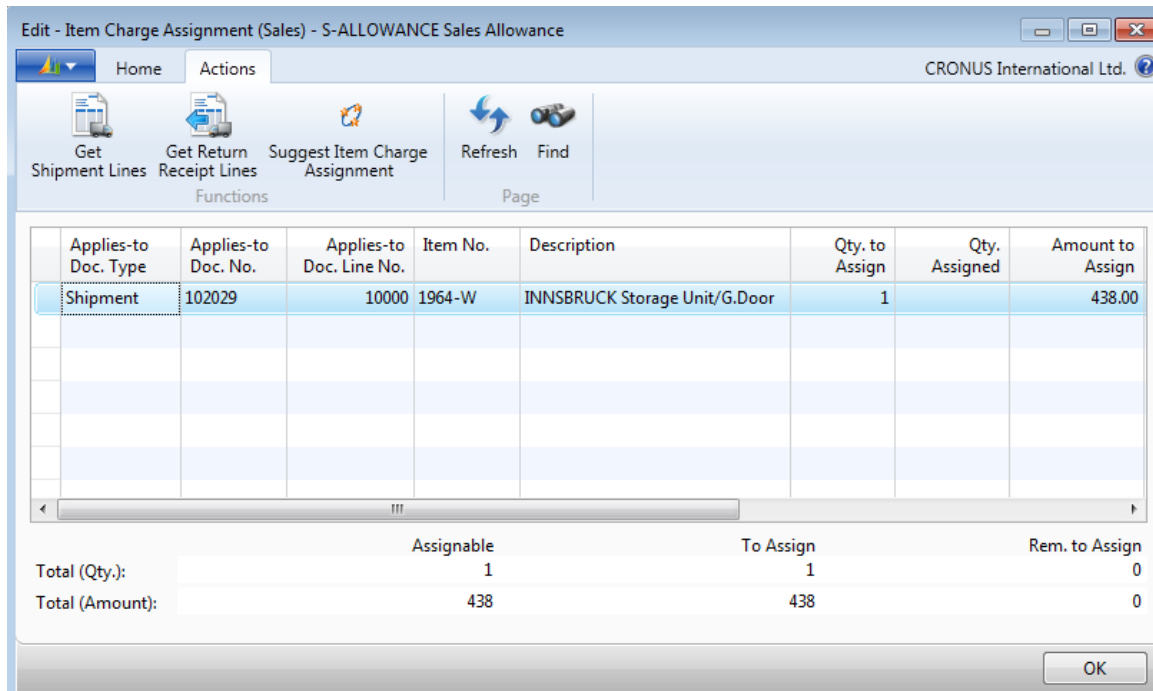 Edit - Item Charge Assignment (Sales) - S-ALLOWANCE Sales Allowance
Home Actions CRONUS International Ltd.
Get Get Return Suggest Item Charge Refresh Find
Shipment Lines Receipt Lines Assignment
Functions Page
Applies-to Applies-to Applies-to Item No. Description Qty. to Qty. Amount to
Doc. Type Doc. No. Doc. Line No. Assign Assigned Assign
Shipment 102029 10000 1964-W INNSBRUCK Storage Unit/G.Door 1 438.00
Assignable To Assign Rem. to Assign
Total (Qty.): 1 1 0
Total (Amount): 438 438 0
OK